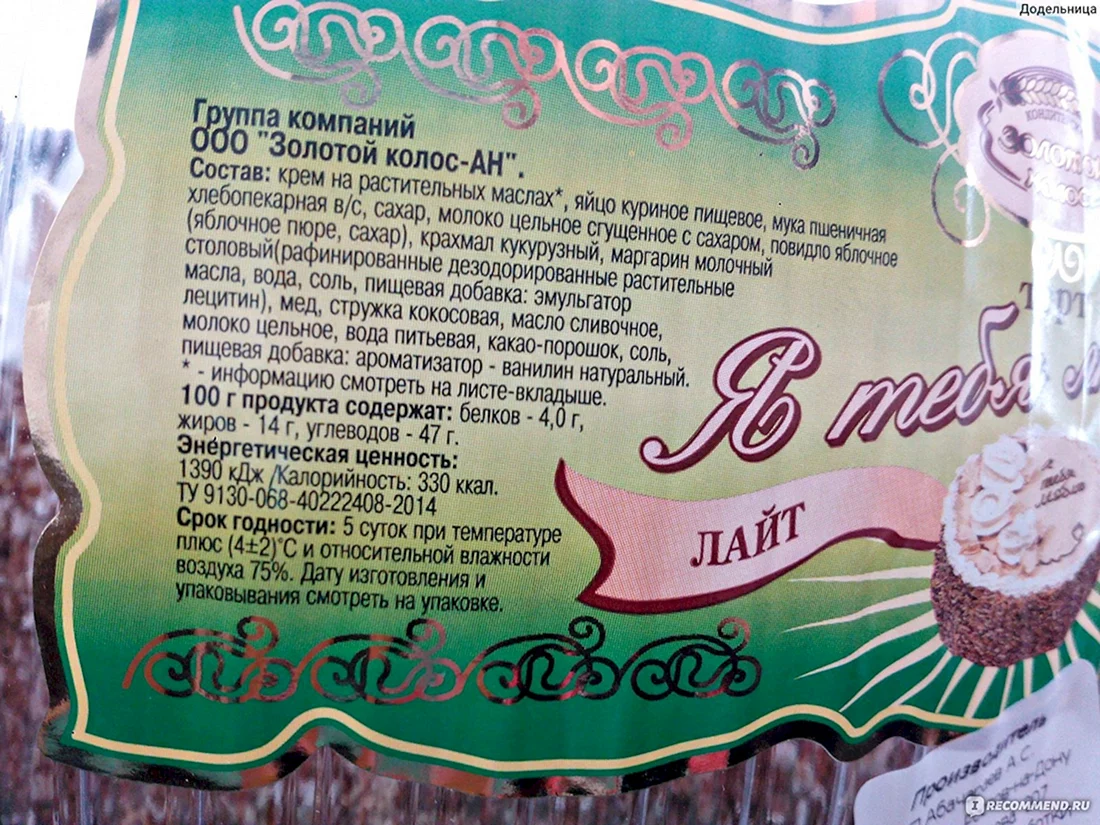 Додельница
Группа компаний
ООО "Золотой колос-АН".
Состав: крем на растительных маслах*, яйцо куриное пищевое, мука пшеничная
хлебопекарная в/с, сахар, молоко цельное сгущенное с сахаром, повидло яблочное
(яблочное пюре, сахар), крахмал кукурузный, маргарин молочный
столовый(рафинированные дезодорированные растительные
масла, вода, соль, пищевая добавка: эмульгатор
лецитин), мед, стружка кокосовая, масло сливочное,
молоко цельное, вода питьевая, какао-порошок, соль,
пищевая добавка: ароматизатор - ванилин натуральный.
* - информацию смотреть на листе-вкладыше.
100 г продукта содержат: белков - 4,0 г,
жиров - 14 г, углеводов - 47 г.
Энергетическая ценность:
1390 кДж /Калорийность: 330 ккал.
ТУ 9130-068-40222408-2014
Срок годности: 5 суток при температуре
плюс (4±2)°С и относительной влажности
воздуха 75%. Дату изготовления и
упаковывания смотреть на упаковке.
Я тебя
ЛАЙТ
Производитель
А.С.
RECOMMEND.RU